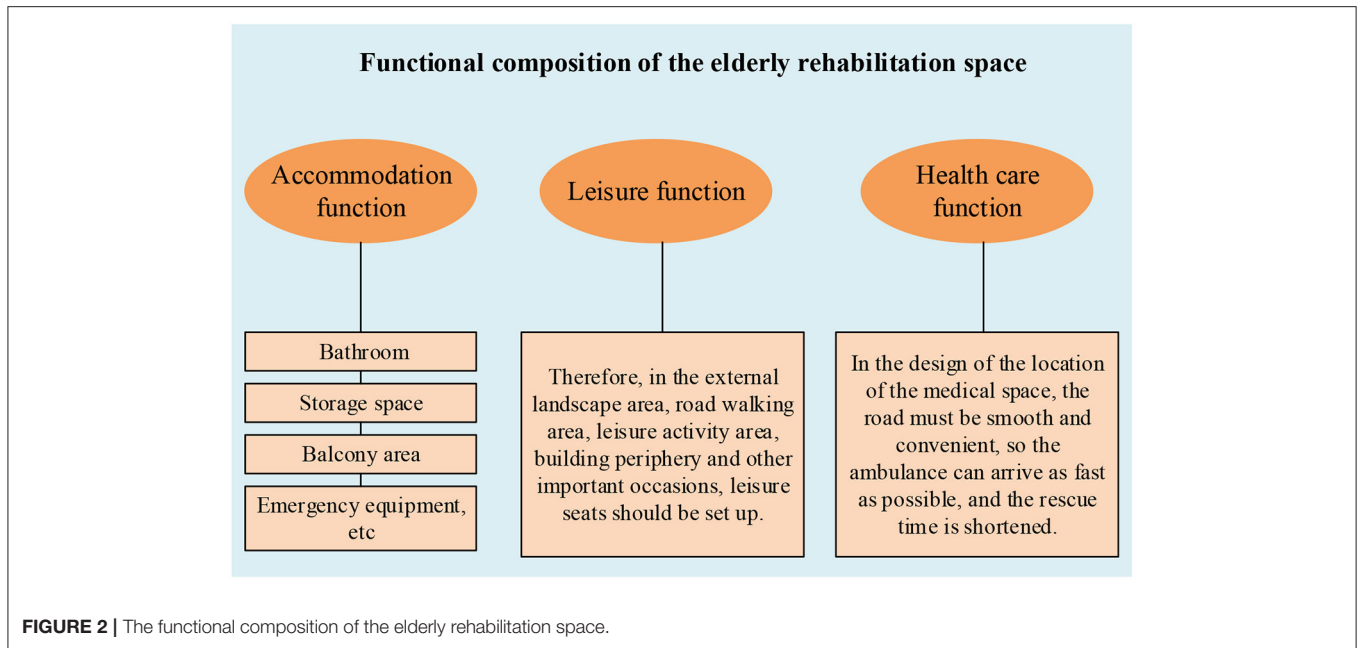 Functional composition of the elderly rehabilitation space
Accommodation
function
Bathroom
Storage space
Balcony area
Emergency equipment,
etc
Leisure function
Therefore, in the external
landscape area, road walking
area, leisure activity area,
building periphery and other
important occasions, leisure
seats should be set up.
Health care
function
In the design of the location
of the medical space, the
road must be smooth and
convenient, so the
ambulance can arrive as fast
as possible, and the rescue
time is shortened.
FIGURE 2 | The functional composition of the elderly rehabilitation space.